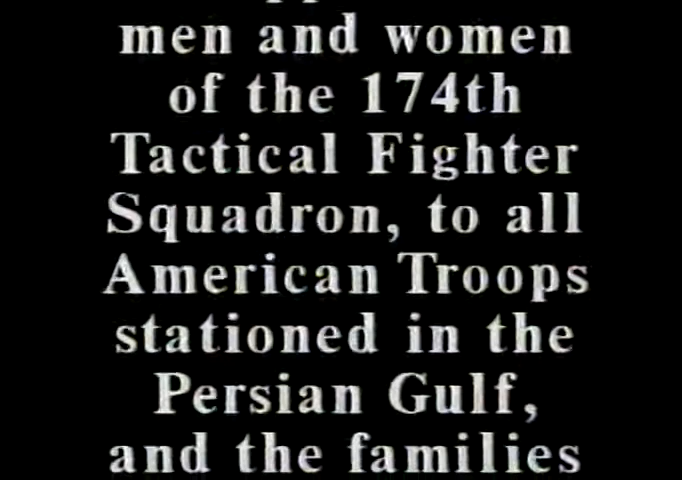 men and women
of the 174th
Tactical Fighter
Squadron, to all
American Troops
stationed in the
Persian Gulf,
and the families